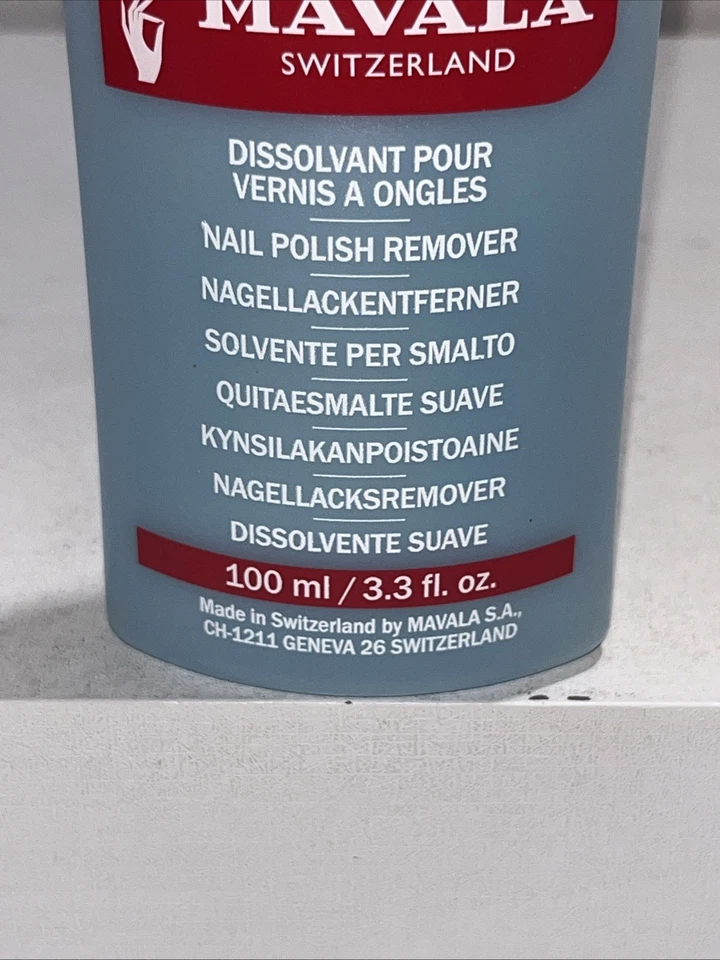 MAVALA
SWITZERLAND
DISSOLVANT POUR
VERNIS A ONGLES
NAIL POLISH REMOVER
NAGELLACKENTFERNER
SOLVENTE PER SMALTO
QUITAESMALTE SUAVE
KYNSILAKANPOISTOAINE
NAGELLACKSREMOVER
DISSOLVENTE SUAVE
100 ml / 3.3 fl. oz.
Made in Switzerland by MAVALA S.A.,
CH-1211 GENEVA 26 SWITZERLAND